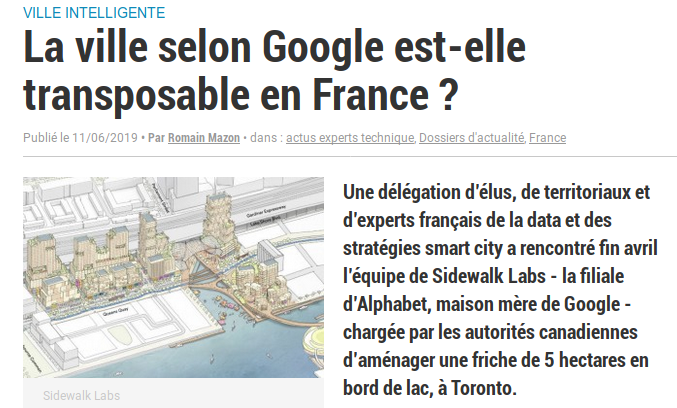 VILLE INTELLIGENTE
La ville selon Google est-elle
transposable en France ?
Publié le 11/06/2019 • Par Romain Mazon • dans : actus experts technique, Dossiers d'actualité, France
Une délégation d'élus, de territoriaux et
d'experts français de la data et des
stratégies smart city a rencontré fin avril
l'équipe de Sidewalk Labs - la filiale
d'Alphabet, maison mère de Google -
chargée par les autorités canadiennes
d'aménager une friche de 5 hectares en
bord de lac, à Toronto.
Gardiner Expressway
Lake Shore Blvd.
Queens Quay
Sidewalk Labs